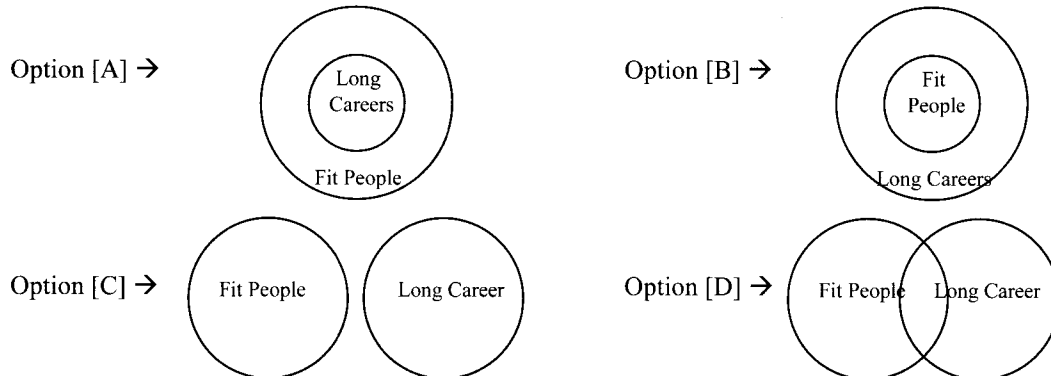 Option [A] →
Long
Careers
Fit People
Option [B] →
Fit
People
Long Careers
Option [C] →
Fit People
Long Career
Option [D] →
Fit People
Long Career